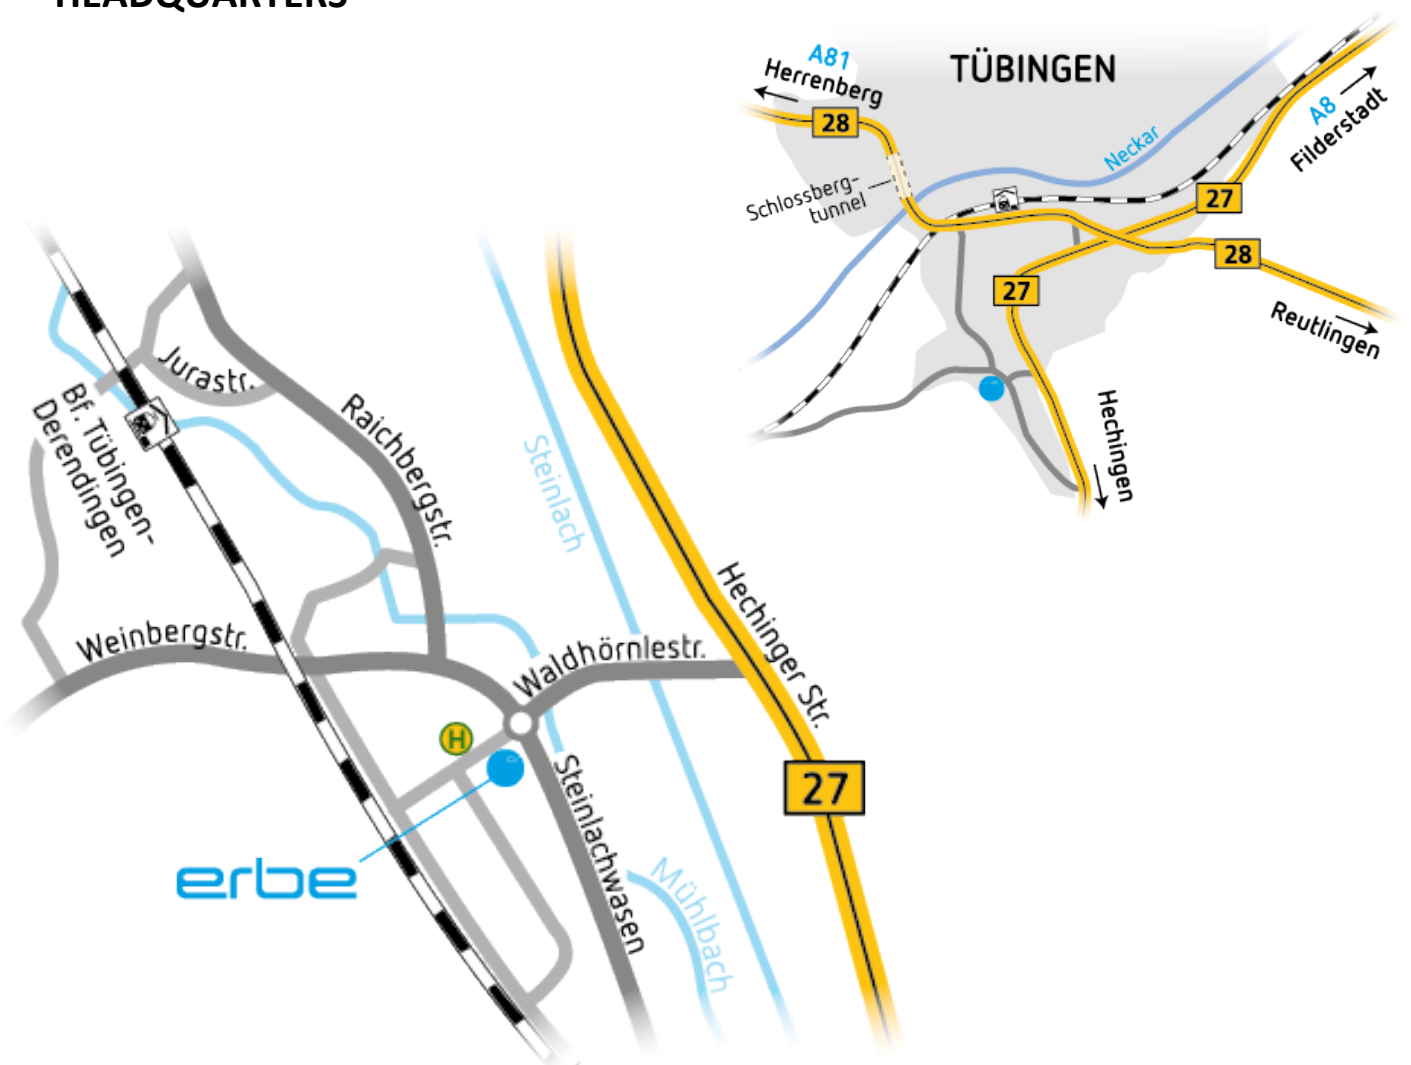 HEADQUARTERS
TÜBINGEN
A81
Herrenberg
28
Schlossberg-
tunnel
Neckar
A8
Filderstadt
27
28
27
Reutlingen
Hechingen
Jurastr.
Bf. Tübingen-
Derendingen
Raichbergstr.
Steinlach
Weinbergstr.
Waldhörnlestr.
Hechinger Str.
H
27
Steinlachwasen
erbe
Mühlbach